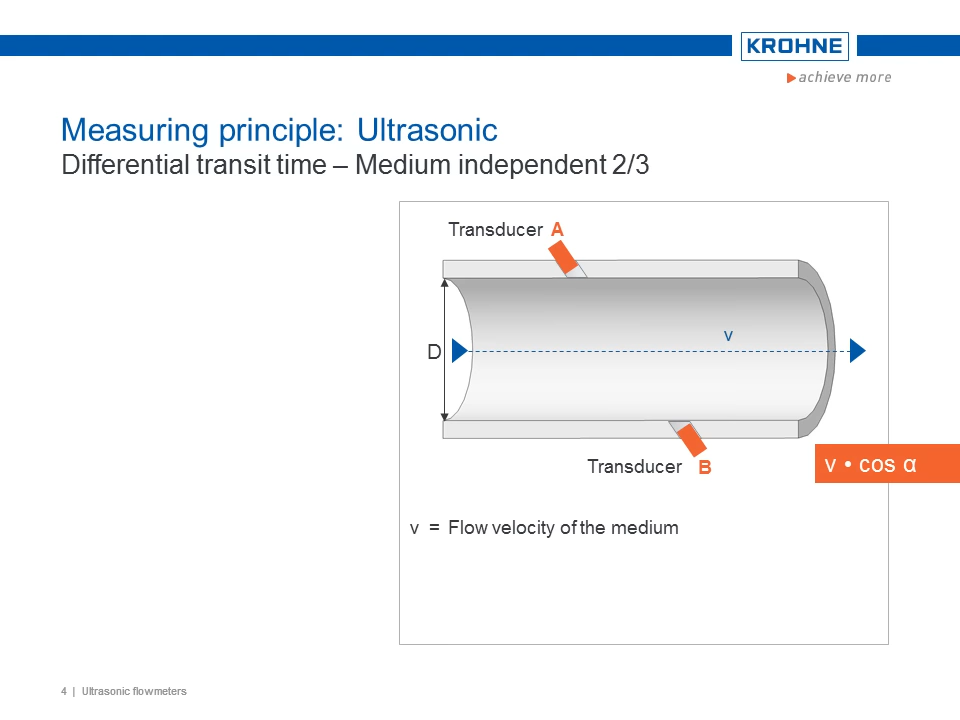 KROHNE
achieve more
Measuring principle: Ultrasonic
Differential transit time – Medium independent 2/3
Transducer A
v
D
Transducer B
v • cos α
v = Flow velocity of the medium
4 | Ultrasonic flowmeters